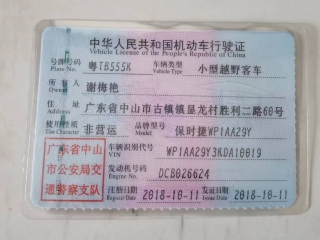 中华人民共和国机动车行驶证
Vehicle License of the People's Republic of China
号牌号码 粤TB555K 车辆类型 小型越野客车
Plate No. Vehicle Type
所有人 谢梅艳
Owner
住址 广东省中山市古镇镇显龙村胜利二路60号
Address
使用性质 非营运 品牌型号 保时捷WP1AA29Y
Use Character Model
广东省中山市公安局交通警察支队
车辆识别代号 WP1AA29Y3KDA10019
VIN
发动机号码 DCB026624
Engine No.
注册日期 2018-10-11 发证日期 2018-10-11
Register Date Issue Date